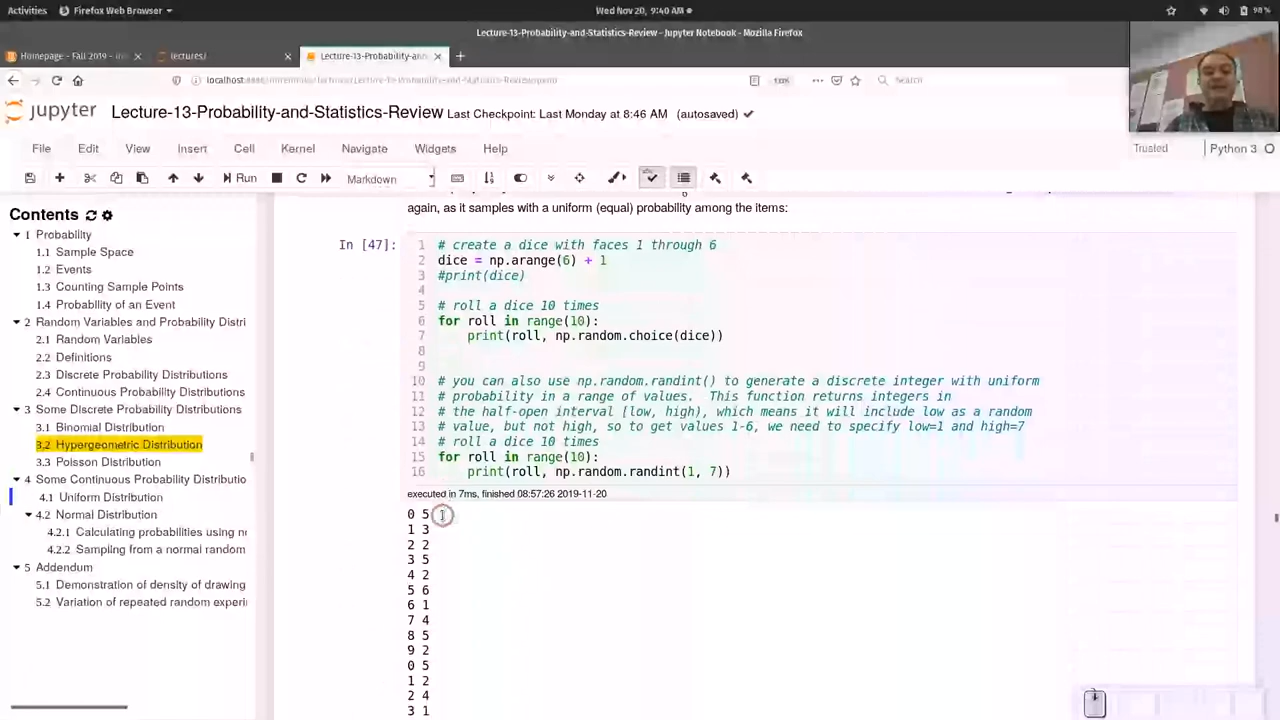 Activities Firefox Web Browser Wed Nov 20, 9:40 AM 98 %
Lecture-13-Probability-and-Statistics-Review - Jupyter Notebook - Mozilla Firefox
Homepage - Fall 2019 lectures/ Lecture-13-Probability-an
Search
jupyter Lecture-13-Probability-and-Statistics-Review Last Checkpoint: Last Monday at 8:46 AM (autosaved)
File Edit View Insert Cell Kernel Navigate Widgets Help Trusted Python 3
Run Markdown
Contents
1 Probability
1.1 Sample Space
1.2 Events
1.3 Counting Sample Points
1.4 Probability of an Event
2 Random Variables and Probability Distri
2.1 Random Variables
2.2 Definitions
2.3 Discrete Probability Distributions
2.4 Continuous Probability Distributions
3 Some Discrete Probability Distributions
3.1 Binomial Distribution
3.2 Hypergeometric Distribution
3.3 Poisson Distribution
4 Some Continuous Probability Distributio
4.1 Uniform Distribution
4.2 Normal Distribution
4.2.1 Calculating probabilities using n
4.2.2 Sampling from a normal random
5 Addendum
5.1 Demonstration of density of drawing
5.2 Variation of repeated random experi
again, as it samples with a uniform (equal) probability among the items:
In [47]:
1 # create a dice with faces 1 through 6
2 dice = np.arange(6) + 1
3 #print(dice)
4
5 # roll a dice 10 times
6 for roll in range(10):
7 print(roll, np.random.choice(dice))
8
9
10 # you can also use np.random.randint() to generate a discrete integer with uniform
11 # probability in a range of values. This function returns integers in
12 # the half-open interval [low, high), which means it will include low as a random
13 # value, but not high, so to get values 1-6, we need to specify low=1 and high=7
14 # roll a dice 10 times
15 for roll in range(10):
16 print(roll, np.random.randint(1, 7))
executed in 7ms, finished 08:57:26 2019-11-20
0 5
1 3
2 2
3 5
4 2
5 6
6 1
7 4
8 5
9 2
0 5
1 2
2 4
3 1